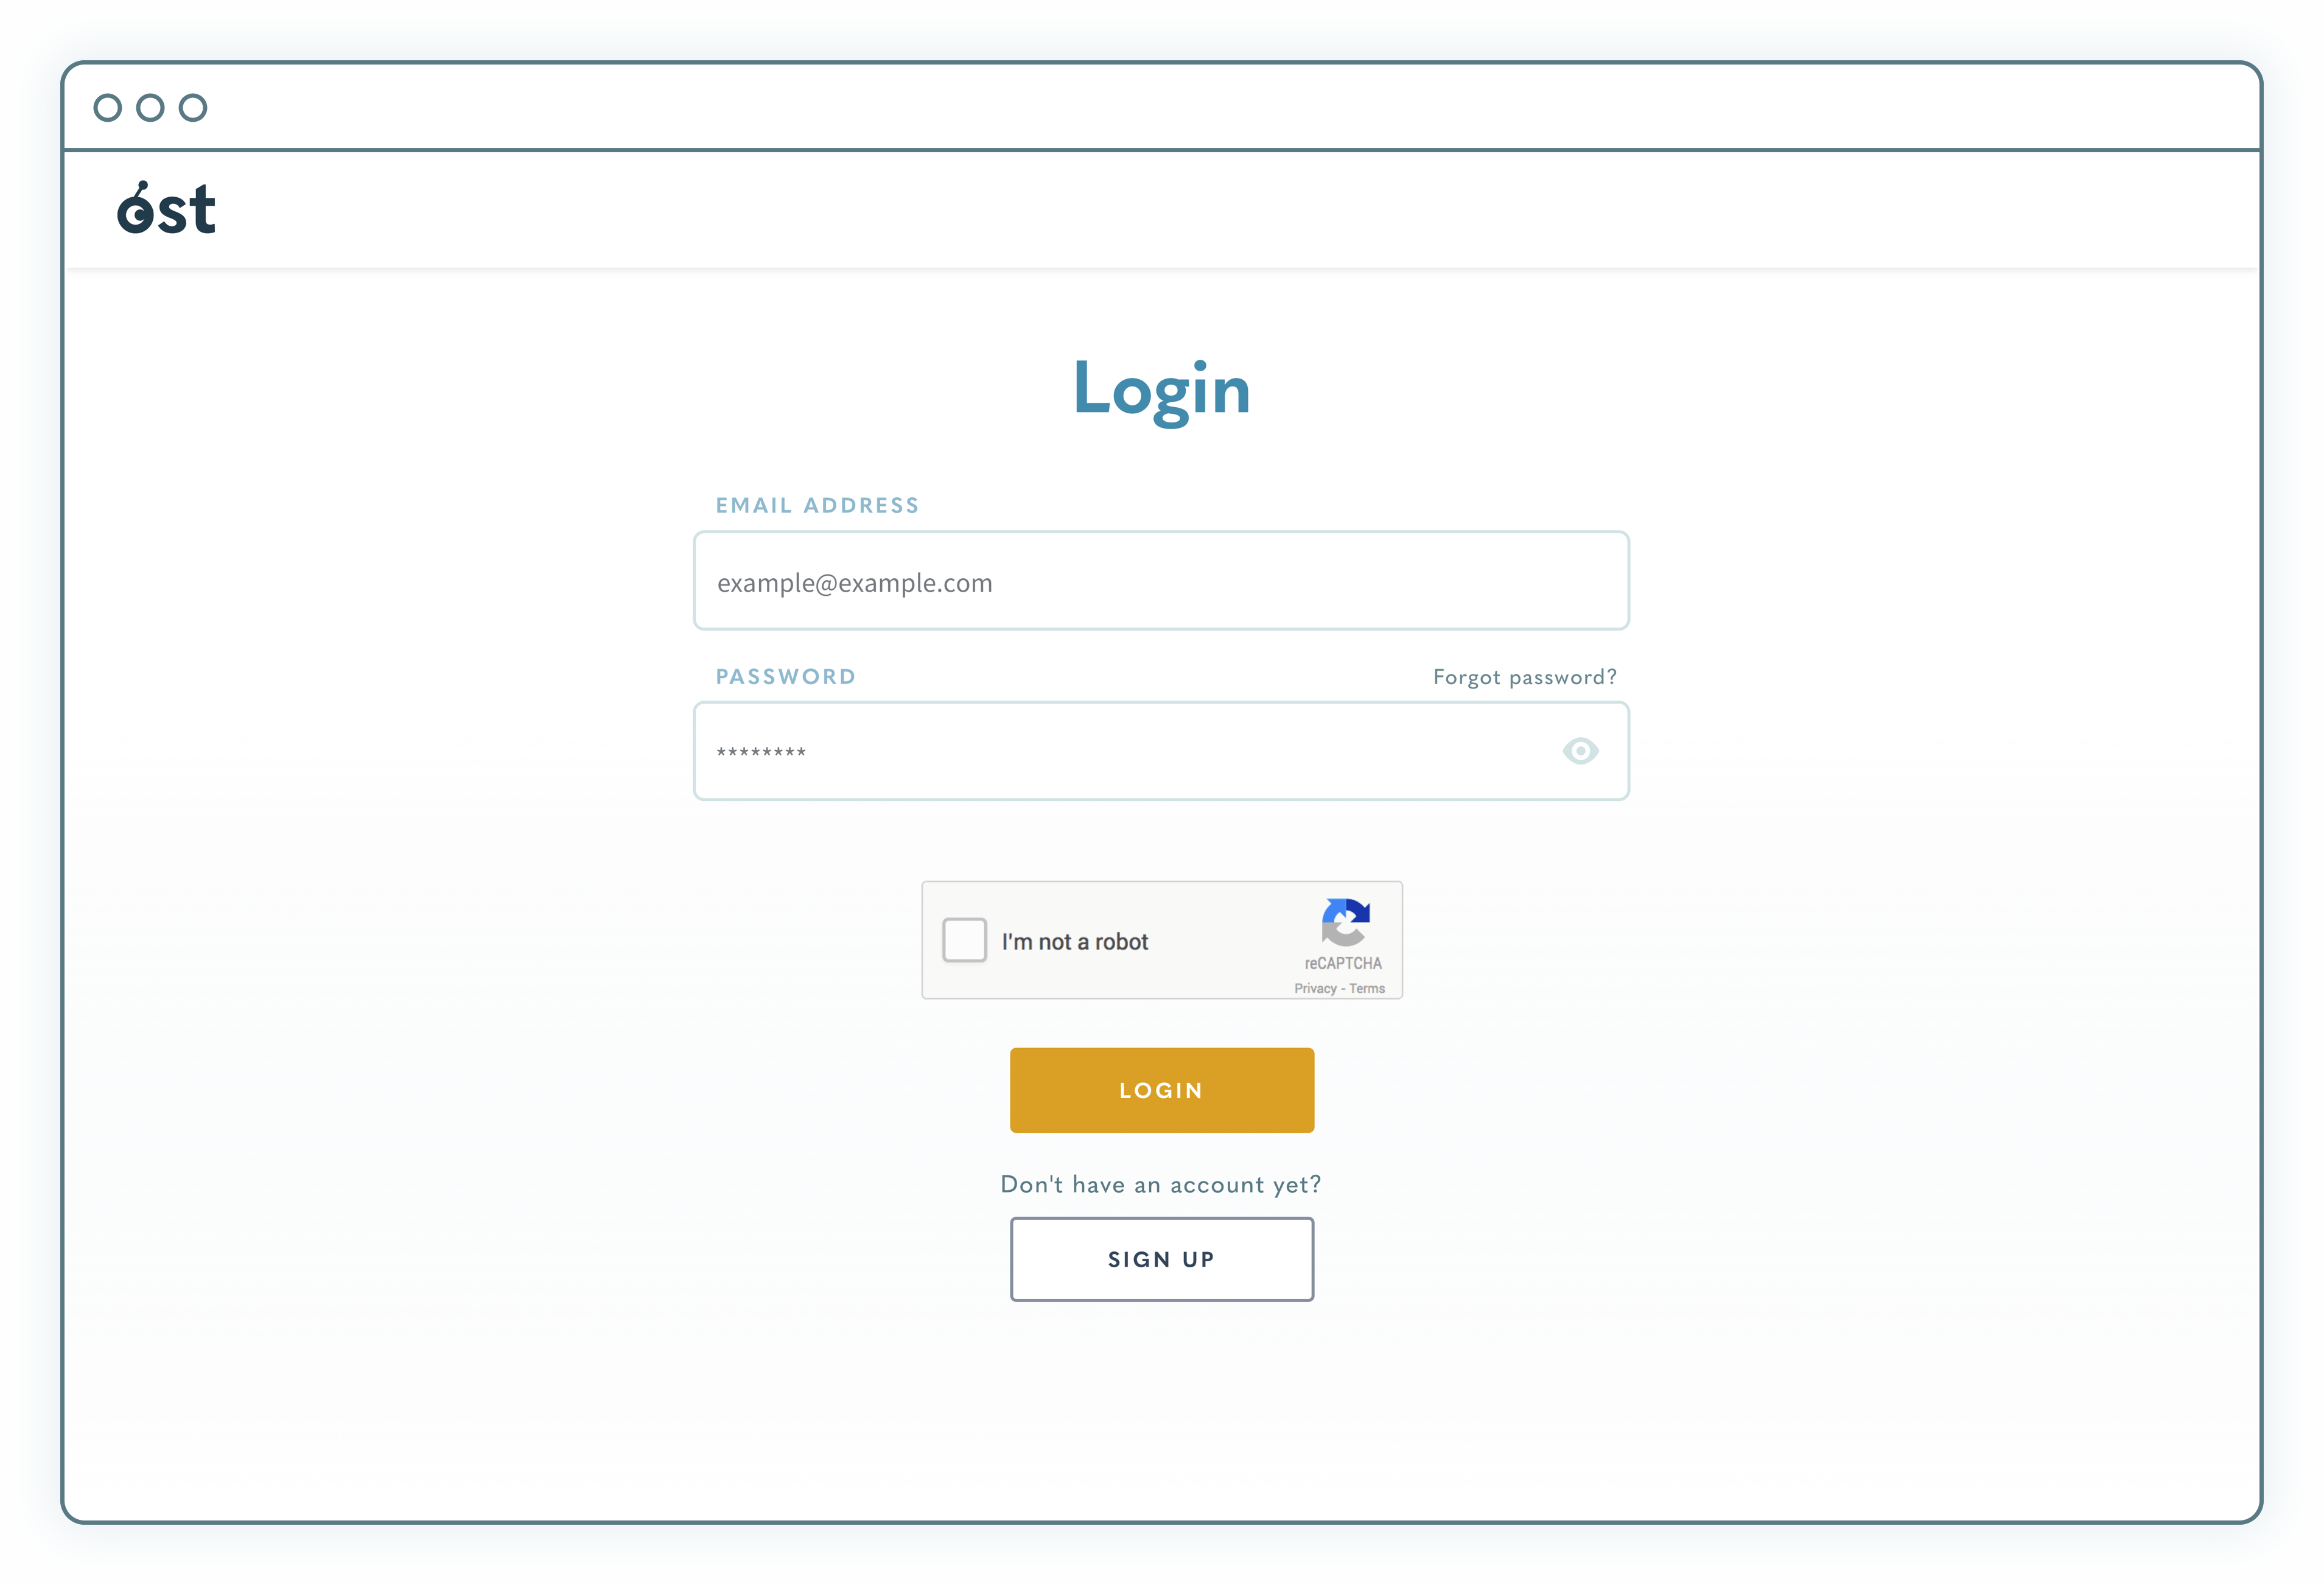 ost
Login
EMAIL ADDRESS
example@example.com
PASSWORD
Forgot password?
********
I'm not a robot
reCAPTCHA
Privacy - Terms
LOGIN
Don't have an account yet?
SIGN UP